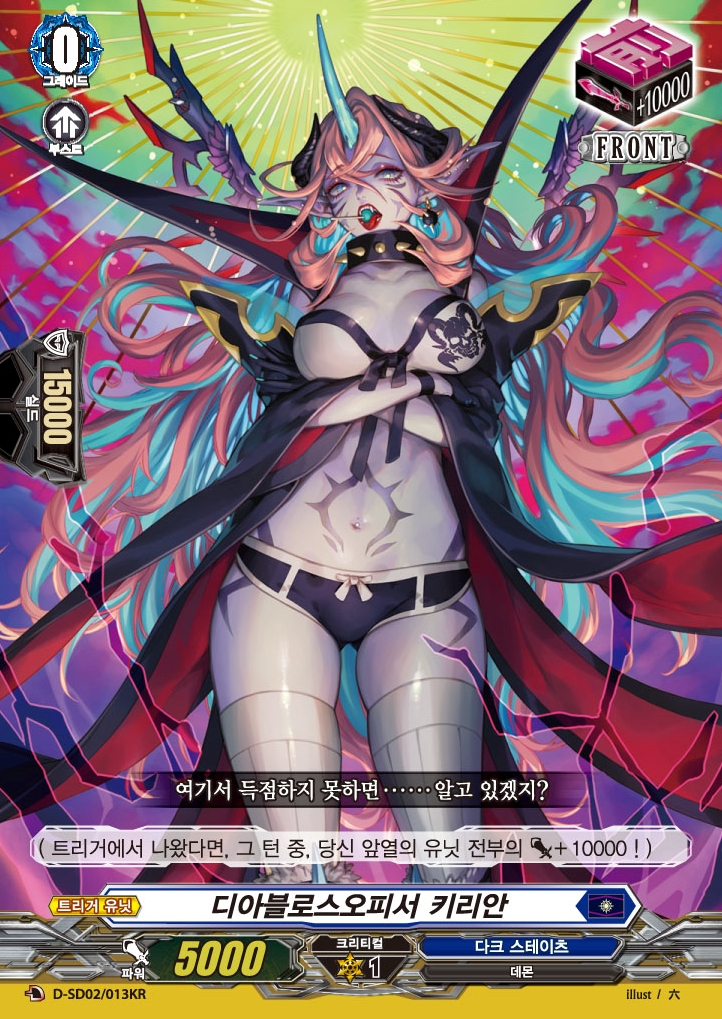 0
그레이드
부스트
前
+10000
FRONT
15000
실드
여기서 득점하지 못하면……알고 있겠지?
( 트리거에서 나왔다면, 그 턴 중, 당신 앞열의 유닛 전부의 +10000 ! )
트리거 유닛
디아블로스오피서 키리안
파워
5000
크리티컬
1
다크 스테이츠
데몬
D-SD02/013KR
illust / 六